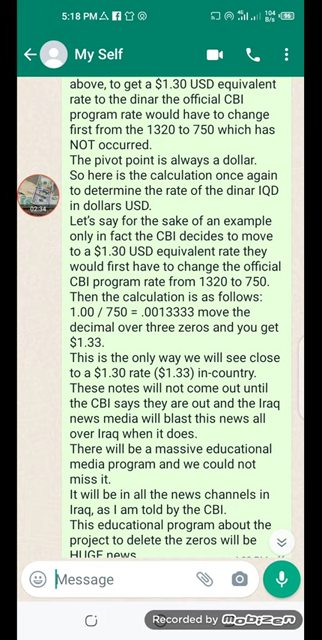 5:18 PM
4G
104
B/s
96
My Self
above, to get a $1.30 USD equivalent
rate to the dinar the official CBI
program rate would have to change
first from the 1320 to 750 which has
NOT occurred.
The pivot point is always a dollar.
So here is the calculation once again
to determine the rate of the dinar IQD
in dollars USD.
Let's say for the sake of an example
only in fact the CBI decides to move
to a $1.30 USD equivalent rate they
would first have to change the official
CBI program rate from 1320 to 750.
Then the calculation is as follows:
1.00 / 750 = .0013333 move the
decimal over three zeros and you get
$1.33.
This is the only way we will see close
to a $1.30 rate ($1.33) in-country.
These notes will not come out until
the CBI says they are out and the Iraq
news media will blast this news all
over Iraq when it does.
There will be a massive educational
media program and we could not
miss it.
It will be in all the news channels in
Iraq, as I am told by the CBI.
This educational program about the
project to delete the zeros will be
HUGE news
02:34
Message
Recorded by mobizen